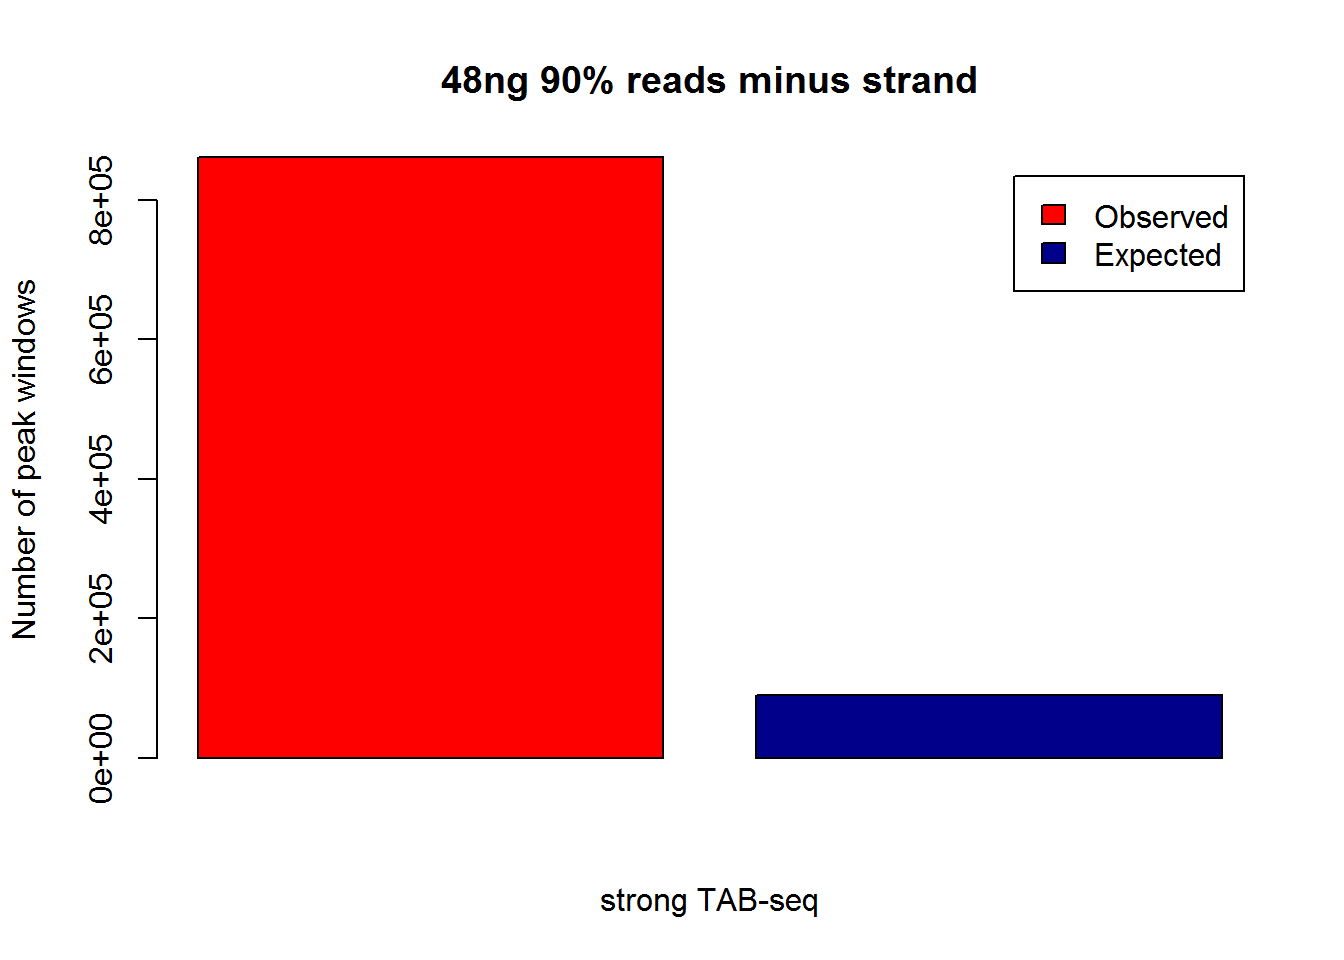 48ng 90% reads minus strand
Number of peak windows
8e+05
6e+05
4e+05
2e+05
0e+00
Observed
Expected
strong TAB-seq